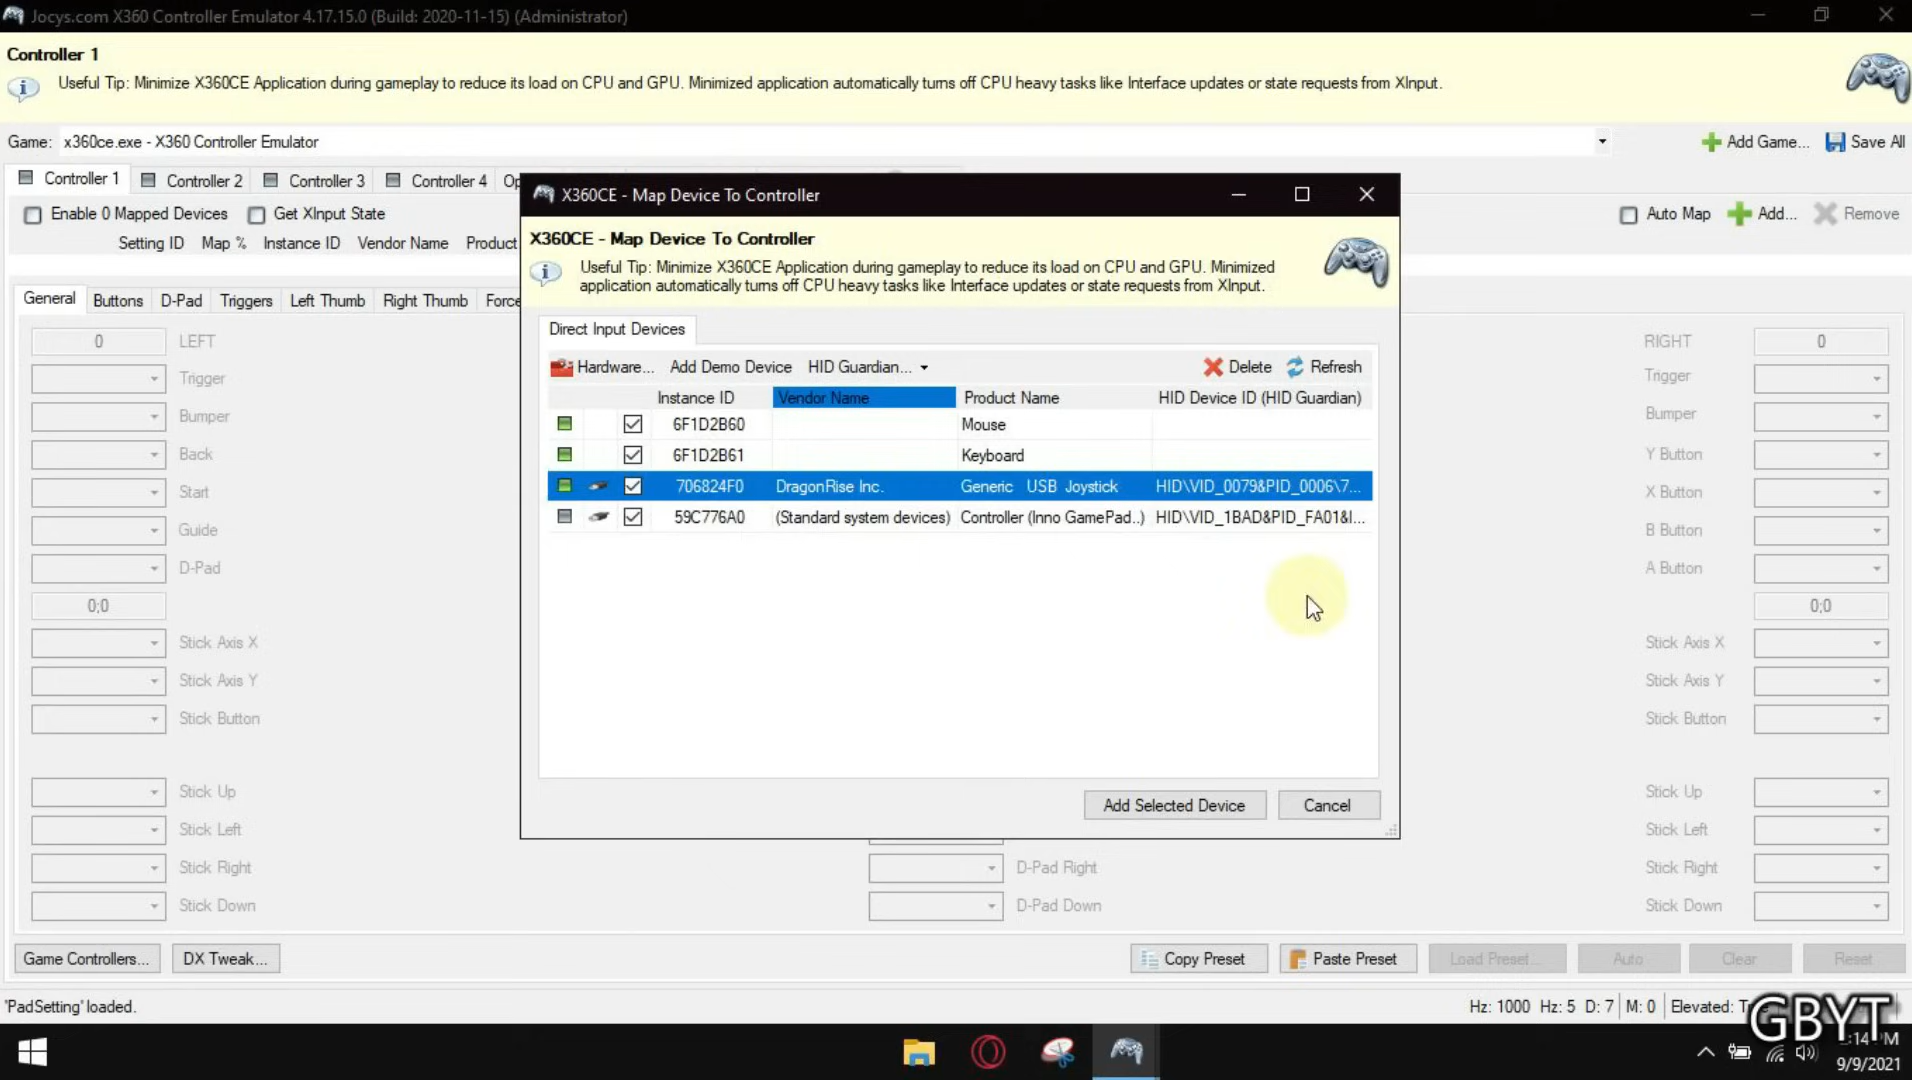 Jocys.com X360 Controller Emulator 4.17.15.0 (Build: 2020-11-15) (Administrator)
Controller 1
Useful Tip: Minimize X360CE Application during gameplay to reduce its load on CPU and GPU. Minimized application automatically turns off CPU heavy tasks like Interface updates or state requests from XInput.
Game: x360ce.exe - X360 Controller Emulator
Add Game... Save All
Controller 1 Controller 2 Controller 3 Controller 4 Op
Enable 0 Mapped Devices Get XInput State
Auto Map Add... Remove
Setting ID Map % Instance ID Vendor Name Product
General Buttons D-Pad Triggers Left Thumb Right Thumb Force
X360CE - Map Device To Controller
X360CE - Map Device To Controller
Useful Tip: Minimize X360CE Application during gameplay to reduce its load on CPU and GPU. Minimized
application automatically turns off CPU heavy tasks like Interface updates or state requests from XInput.
Direct Input Devices
Hardware... Add Demo Device HID Guardian... Delete Refresh
Instance ID Vendor Name Product Name HID Device ID (HID Guardian)
6F1D2B60 Mouse
6F1D2B61 Keyboard
706824F0 DragonRise Inc. Generic USB Joystick HID\VID_0079&PID_0006\7...
59C776A0 (Standard system devices) Controller (Inno GamePad..) HID\VID_1BAD&PID_FA01&I...
Add Selected Device Cancel
0 LEFT
Trigger
Bumper
Back
Start
Guide
D-Pad
0;0
Stick Axis X
Stick Axis Y
Stick Button
Stick Up
Stick Left
Stick Right
Stick Down
D-Pad Right
D-Pad Down
RIGHT 0
Trigger
Bumper
Y Button
X Button
B Button
A Button
0;0
Stick Axis X
Stick Axis Y
Stick Button
Stick Up
Stick Left
Stick Right
Stick Down
Game Controllers... DX Tweak... Copy Preset Paste Preset Load Preset... Auto Clear Reset
'PadSetting' loaded.
Hz: 1000 Hz: 5 D: 7 M: 0 Elevated:
GBYT
9/9/2021